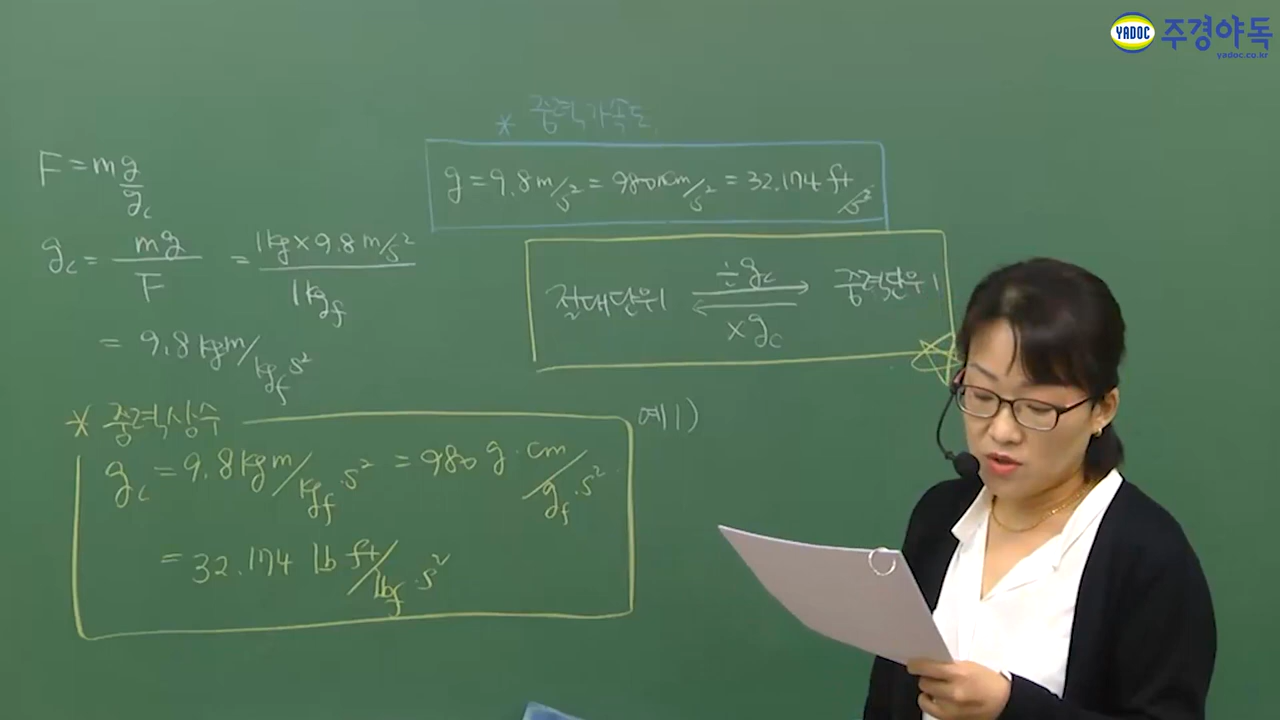 YADOC 주경야독
yadoc.co.kr
* 중력가속도
g = 9.8 m/s² = 980 cm/s² = 32.174 ft/s²
F = m g/g_c
g_c = mg/F = 1kg × 9.8 m/s² / 1kg_f
= 9.8 kg m/kg_f s²
절대단위 ÷g_c → 중력단위
← ×g_c
* 중력상수
g_c = 9.8 kg m/kg_f · s² = 980 g · cm/g_f · s²
= 32.174 lb ft/lb_f · s²
예1)